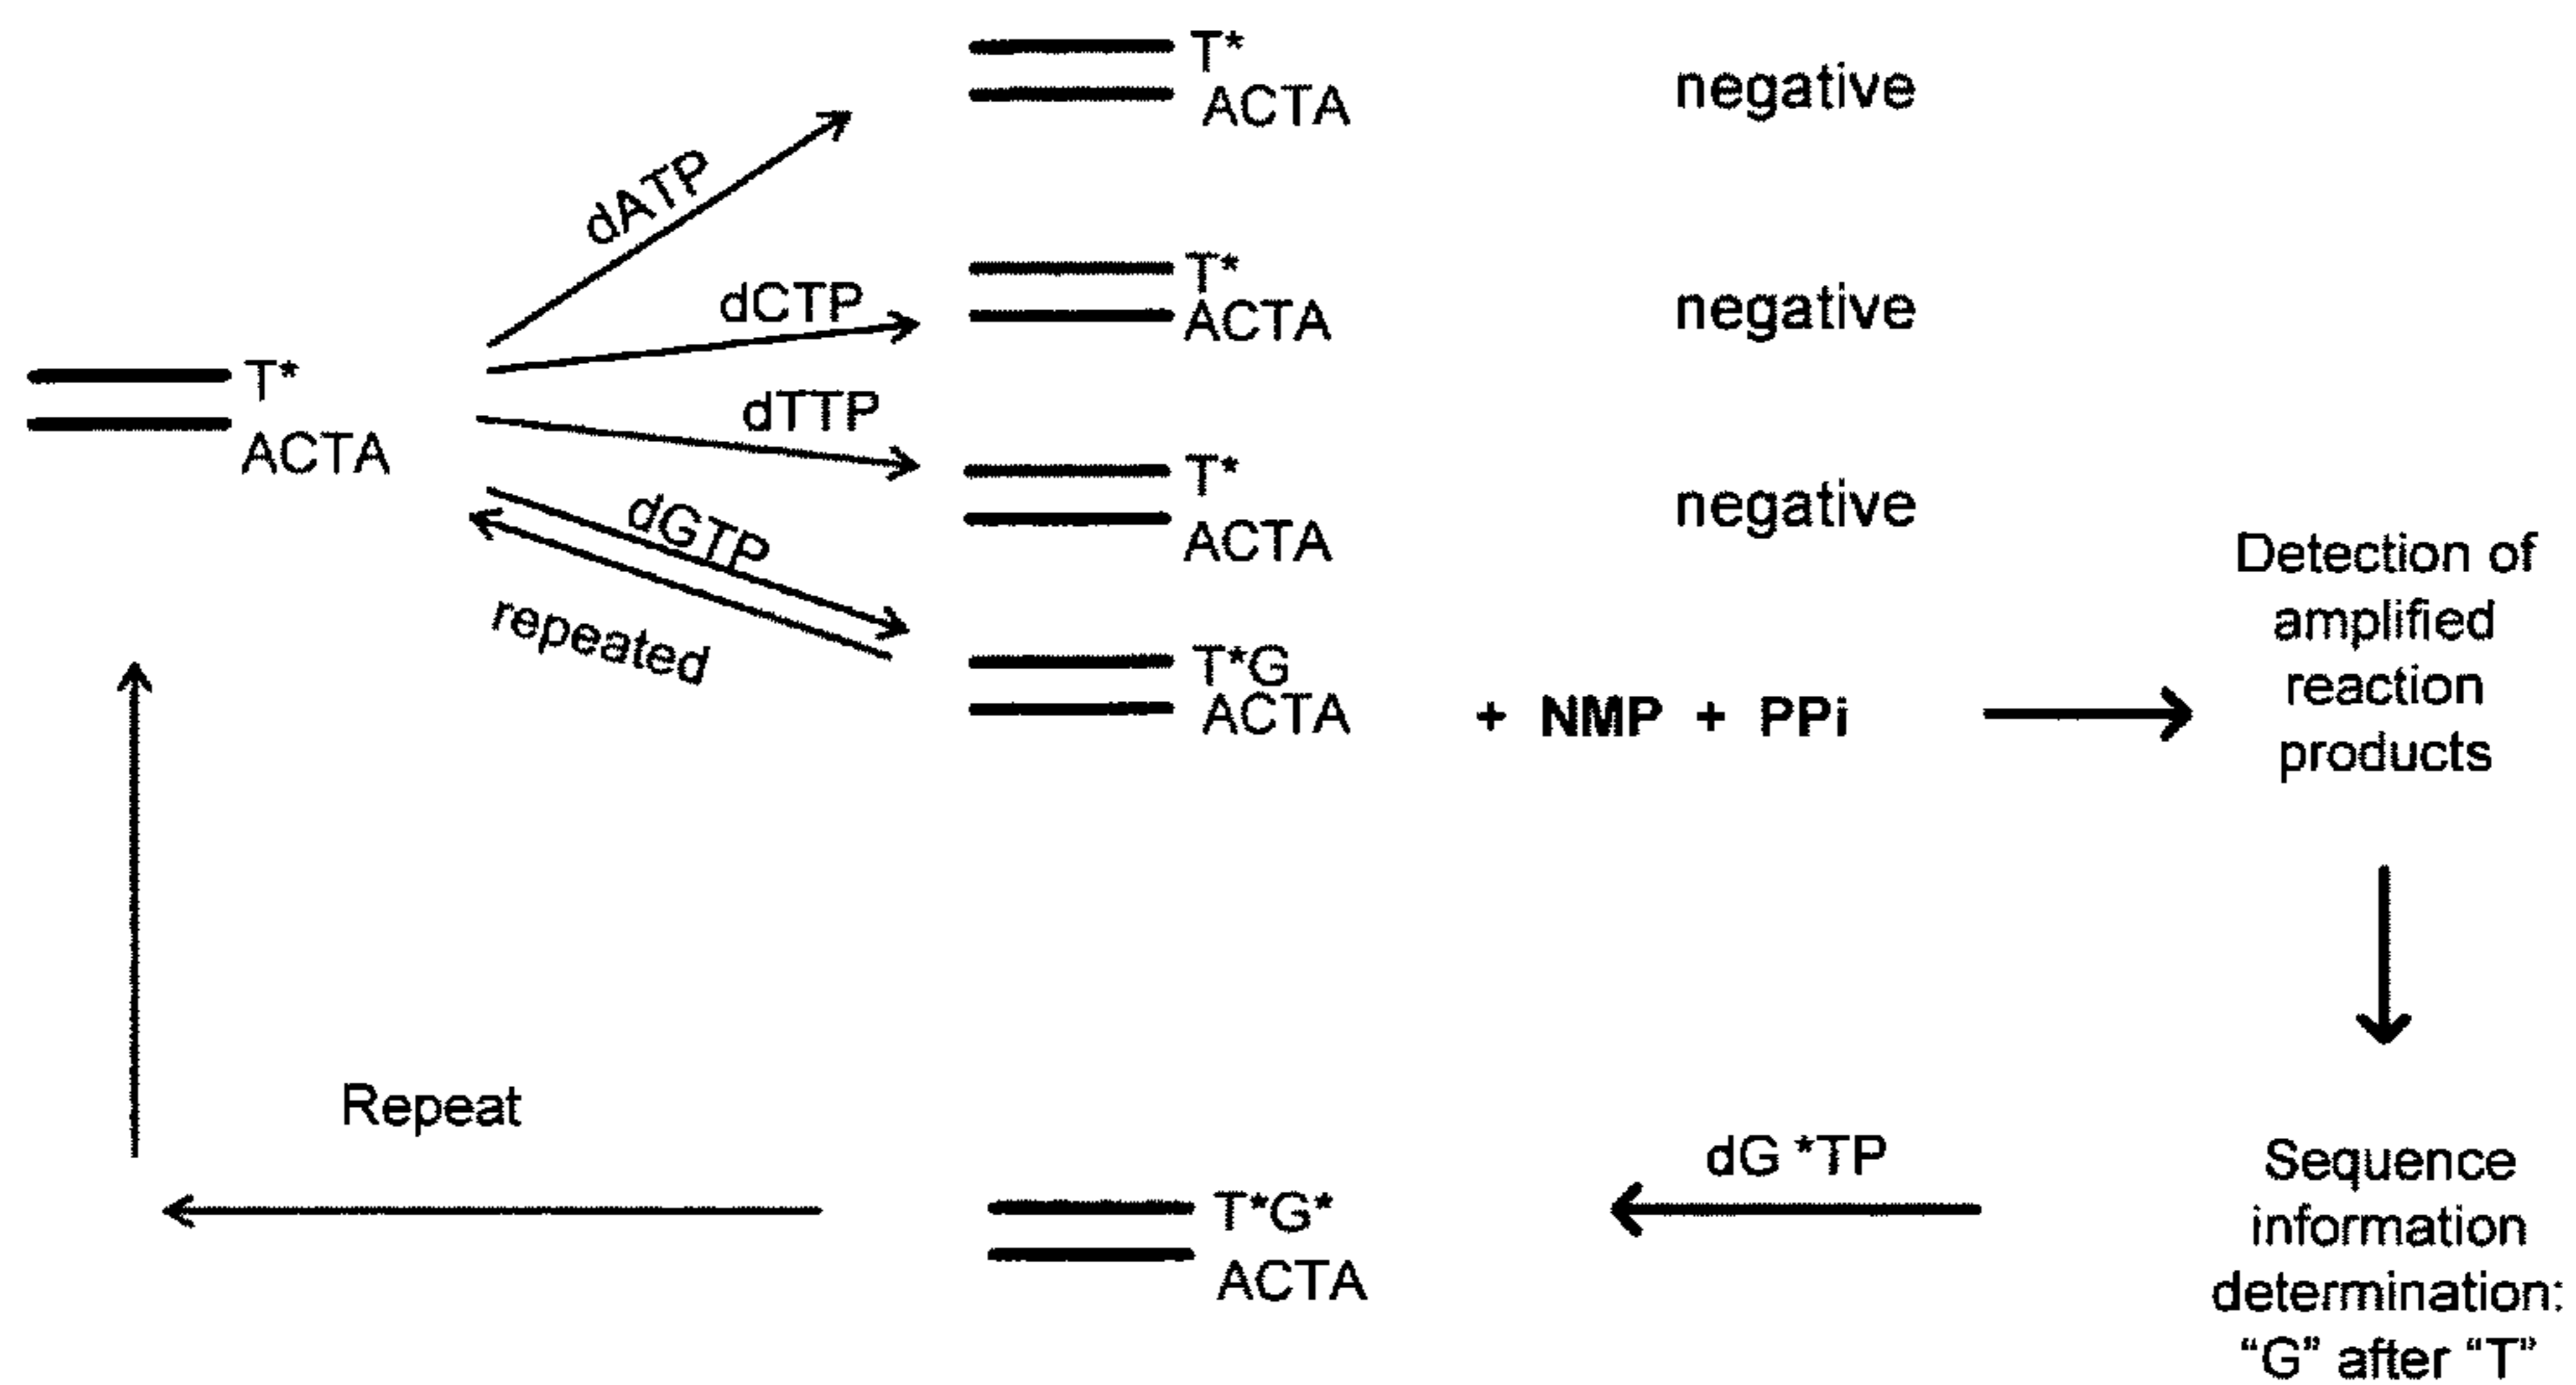 T*
ACTA
negative
dATP
T*
ACTA
negative
dCTP
T*
ACTA
dTTP
T*
ACTA
negative
dGTP
repeated
T*G
ACTA
+ NMP + PPi
Detection of
amplified
reaction
products
Sequence
information
determination:
“G” after “T”
dG *TP
T*G*
ACTA
Repeat